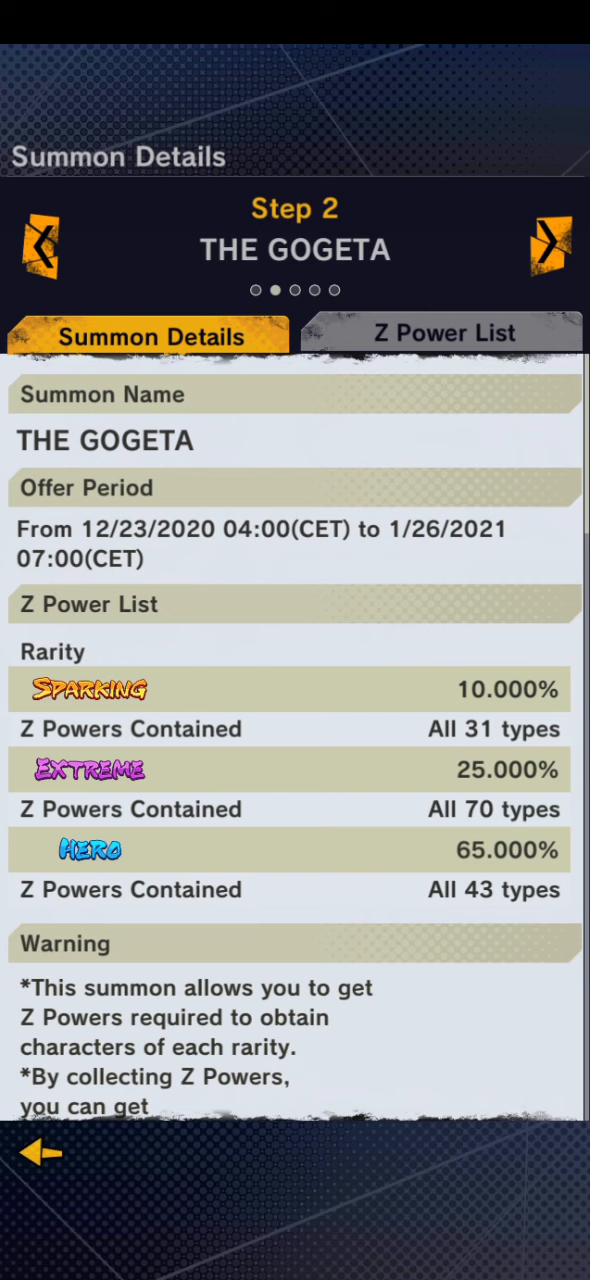 Summon Details
Step 2
THE GOGETA
Summon Details
Z Power List
Summon Name
THE GOGETA
Offer Period
From 12/23/2020 04:00(CET) to 1/26/2021
07:00(CET)
Z Power List
Rarity
SPARKING 10.000%
Z Powers Contained All 31 types
EXTREME 25.000%
Z Powers Contained All 70 types
HERO 65.000%
Z Powers Contained All 43 types
Warning
*This summon allows you to get
Z Powers required to obtain
characters of each rarity.
*By collecting Z Powers,
you can get